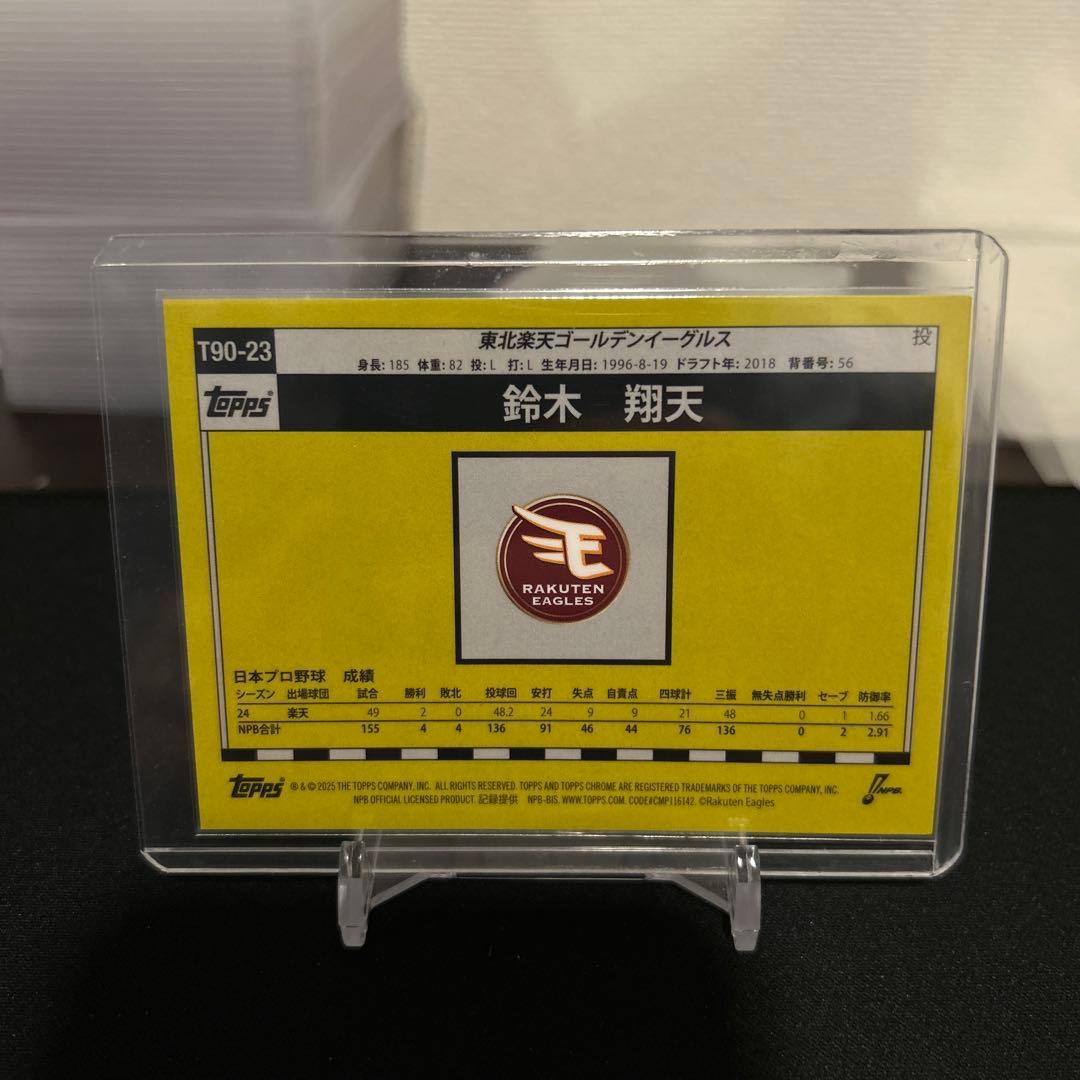 T90-23
東北楽天ゴールデンイーグルス
投
身長: 185 体重: 82 投: L 打: L 生年月日: 1996-8-19 ドラフト年: 2018 背番号: 56
Topps
鈴木 翔天
RAKUTEN
EAGLES
日本プロ野球 成績
シーズン 出場球団 試合 勝利 敗北 投球回 安打 失点 自責点 四球計 三振 無失点勝利 セーブ 防御率
24 楽天 49 2 0 48.2 24 9 9 21 48 0 1 1.66
NPB合計 155 4 4 136 91 46 44 76 136 0 2 2.91
Topps ® & © 2025 THE TOPPS COMPANY, INC. ALL RIGHTS RESERVED. TOPPS AND TOPPS CHROME ARE REGISTERED TRADEMARKS OF THE TOPPS COMPANY, INC.
NPB OFFICIAL LICENSED PRODUCT. 記録提供 NPB-BIS. WWW.TOPPS.COM. CODE#CMP116142. ©Rakuten Eagles
NPB.